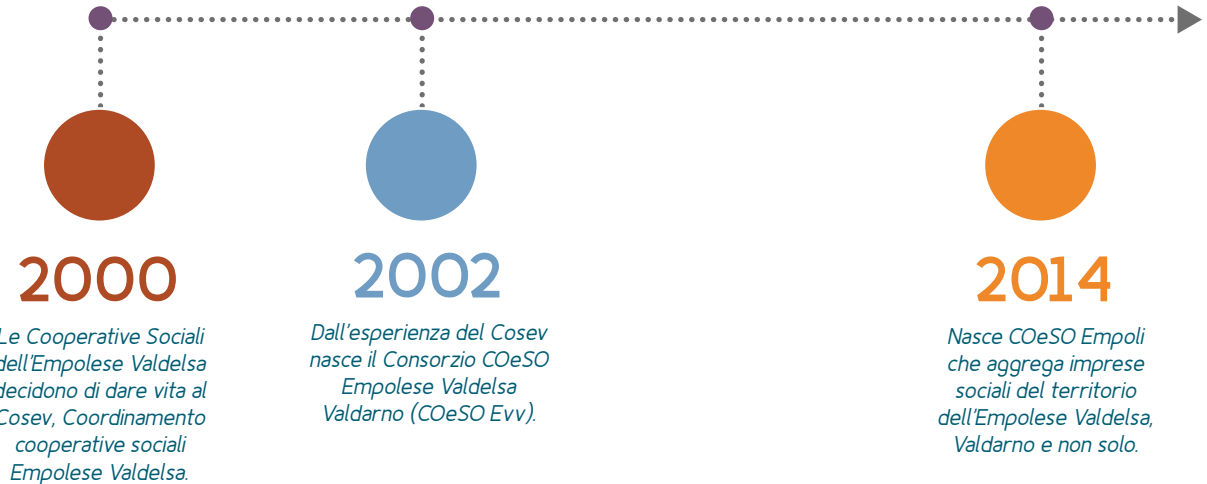 2000
Le Cooperative Sociali
dell'Empolese Valdelsa
decidono di dare vita al
Cosev, Coordinamento
cooperative sociali
Empolese Valdelsa.
2002
Dall'esperienza del Cosev
nasce il Consorzio COeSO
Empolese Valdelsa
Valdarno (COeSO Evv).
2014
Nasce COeSO Empoli
che aggrega imprese
sociali del territorio
dell'Empolese Valdelsa,
Valdarno e non solo.